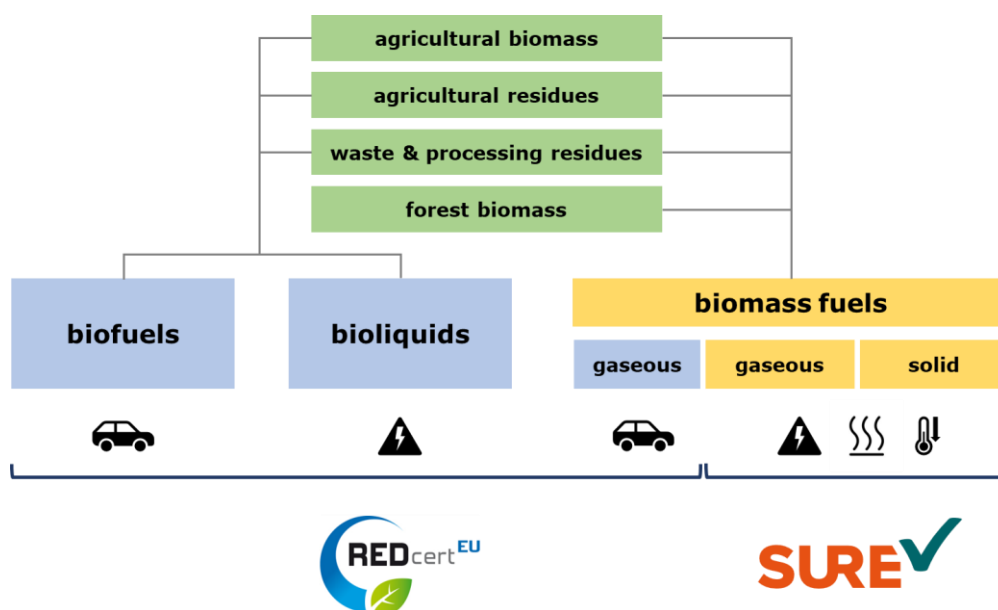 agricultural biomass
agricultural residues
waste & processing residues
forest biomass
biofuels
bioliquids
biomass fuels
gaseous
gaseous
solid
REDcert EU
SURE